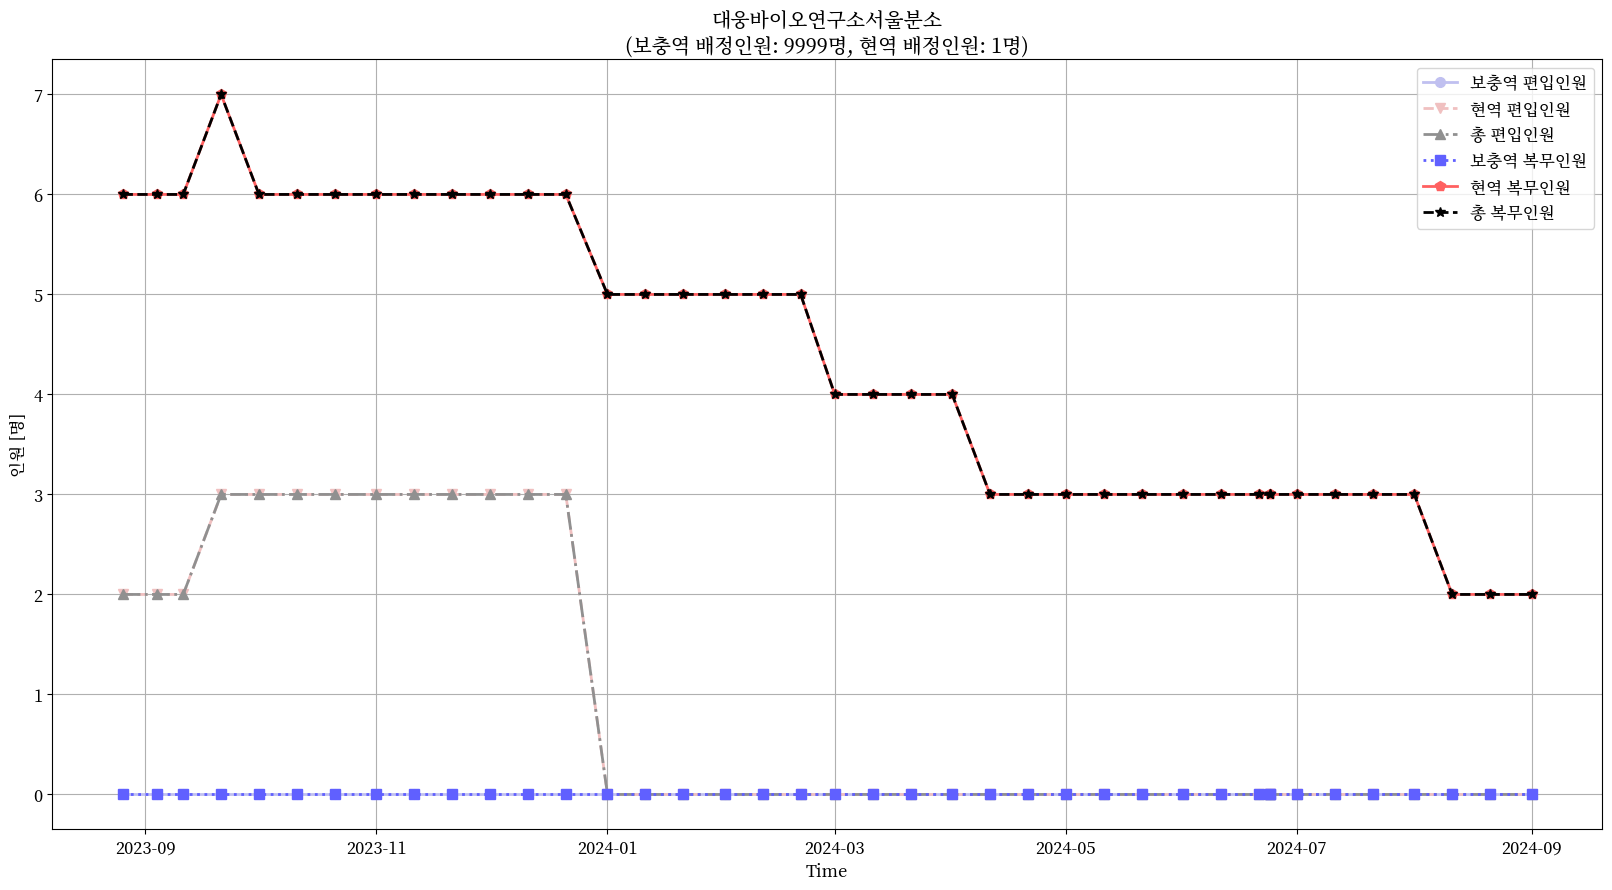 대웅바이오연구소서울분소
(보충역 배정인원: 9999명, 현역 배정인원: 1명)
7
6
5
4
3
2
1
0
인원 [명]
보충역 편입인원
현역 편입인원
총 편입인원
보충역 복무인원
현역 복무인원
총 복무인원
2023-09
2023-11
2024-01
2024-03
2024-05
2024-07
2024-09
Time